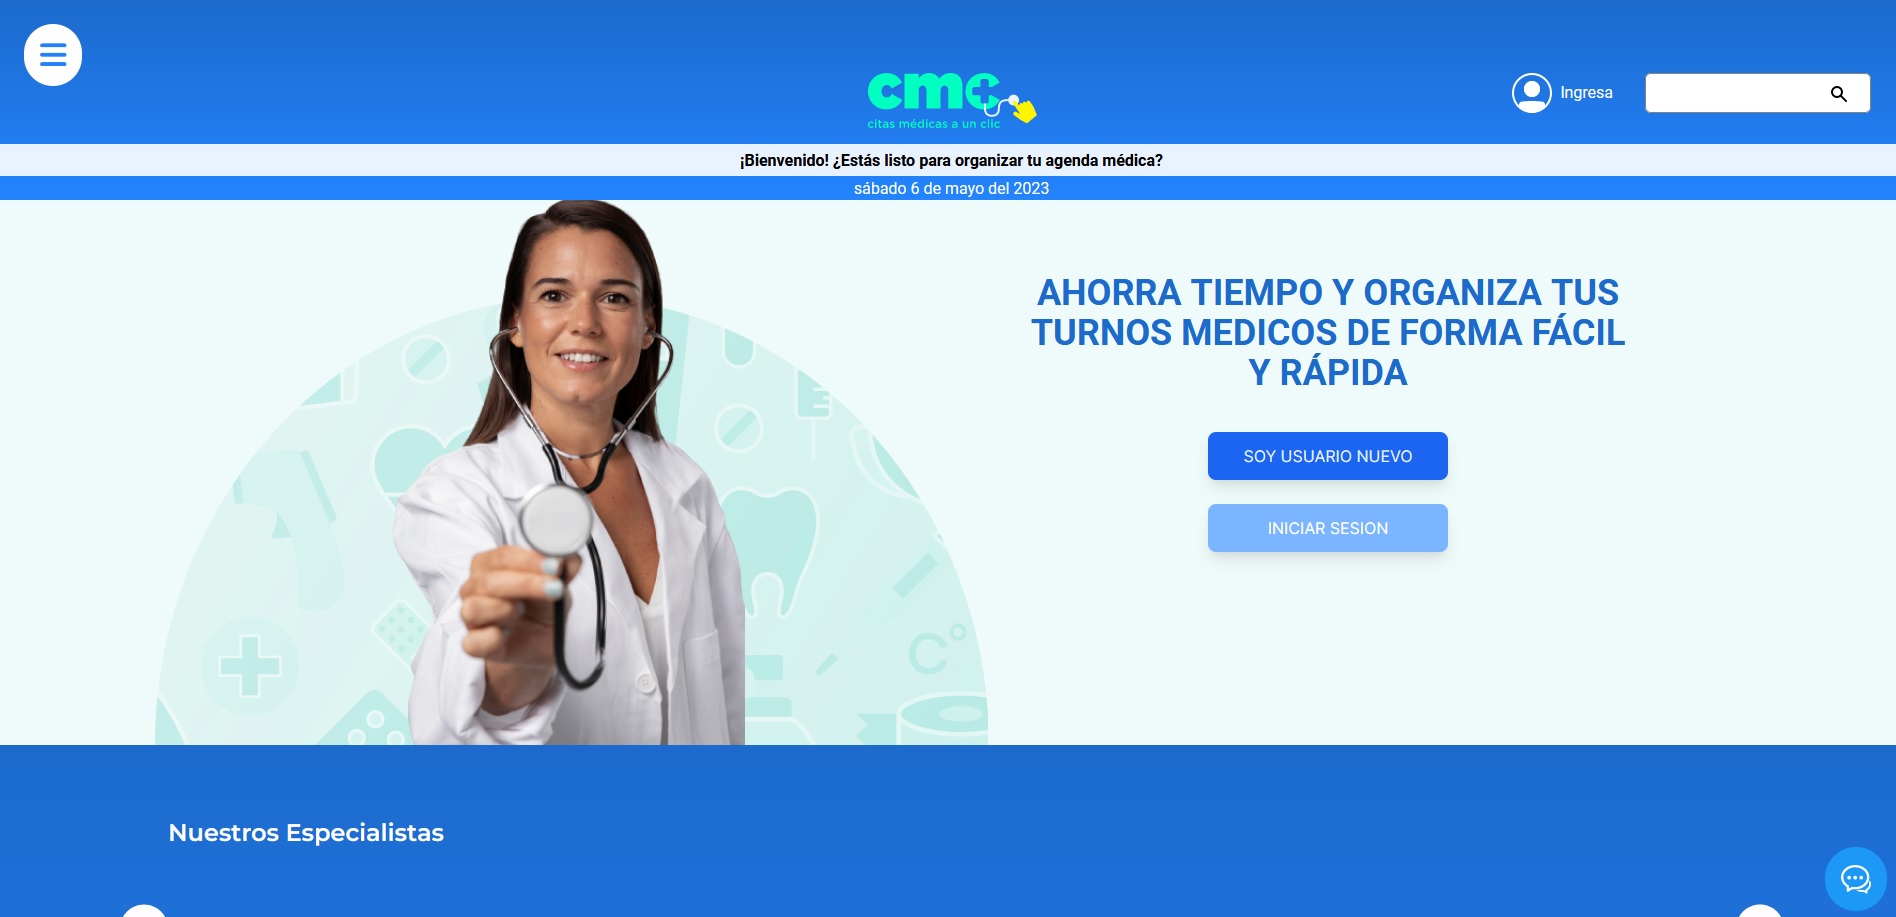 cmc
citas médicas a un clic
Ingresa
¡Bienvenido! ¿Estás listo para organizar tu agenda médica?
sábado 6 de mayo del 2023
AHORRA TIEMPO Y ORGANIZA TUS
TURNOS MEDICOS DE FORMA FÁCIL
Y RÁPIDA
SOY USUARIO NUEVO
INICIAR SESION
C°
Nuestros Especialistas